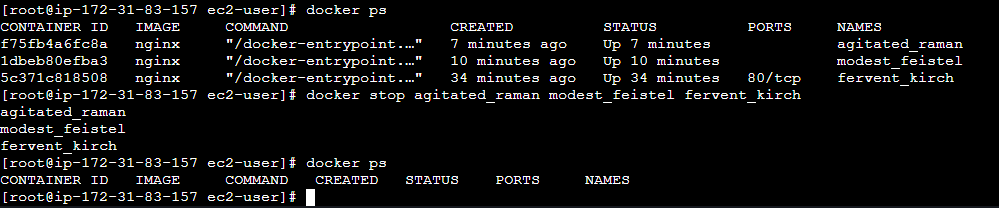 [root@ip-172-31-83-157 ec2-user]# docker ps
CONTAINER ID   IMAGE     COMMAND                  CREATED          STATUS          PORTS     NAMES
f75fb4a6fc8a   nginx     "/docker-entrypoint.…"   7 minutes ago    Up 7 minutes              agitated_raman
1dbeb80efba3   nginx     "/docker-entrypoint.…"   10 minutes ago   Up 10 minutes             modest_feistel
5c371c818508   nginx     "/docker-entrypoint.…"   34 minutes ago   Up 34 minutes   80/tcp    fervent_kirch
[root@ip-172-31-83-157 ec2-user]# docker stop agitated_raman modest_feistel fervent_kirch
agitated_raman
modest_feistel
fervent_kirch
[root@ip-172-31-83-157 ec2-user]# docker ps
CONTAINER ID   IMAGE     COMMAND   CREATED   STATUS    PORTS     NAMES
[root@ip-172-31-83-157 ec2-user]#